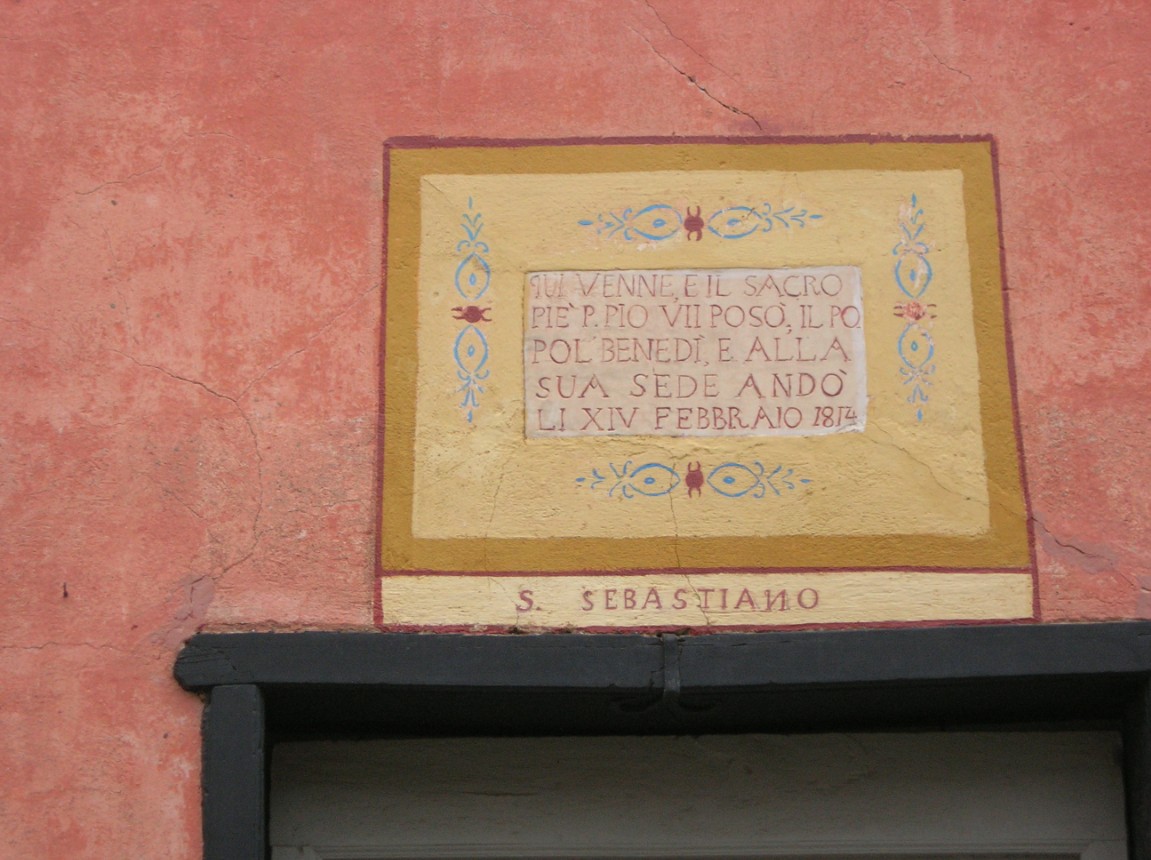 QUI VENNE, E IL SACRO
PIÈ P. PIO VII POSÒ, IL PO
POL' BENEDÌ, E ALLA
SUA SEDE ANDÒ
LI XIV FEBBRAIO 1814
S. SEBASTIANO